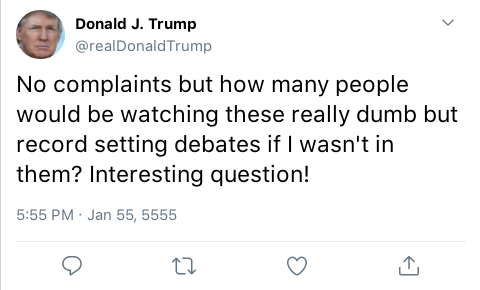 Donald J. Trump
@realDonaldTrump
No complaints but how many people
would be watching these really dumb but
record setting debates if I wasn't in
them? Interesting question!
5:55 PM · Jan 55, 5555